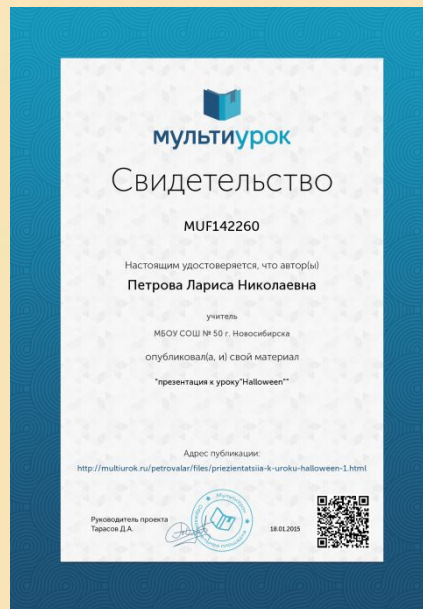 мультиурок
Свидетельство
MUF142260
Настоящим удостоверяется, что автор(ы)
Петрова Лариса Николаевна
учитель
МБОУ СОШ № 50 г. Новосибирска
опубликовал(а, и) свой материал
"презентация к уроку"Halloween""
Адрес публикации:
http://multiurok.ru/petrovalar/files/priezientatsiia-k-uroku-halloween-1.html
Руководитель проекта
Тарасов Д.А.
18.01.2015